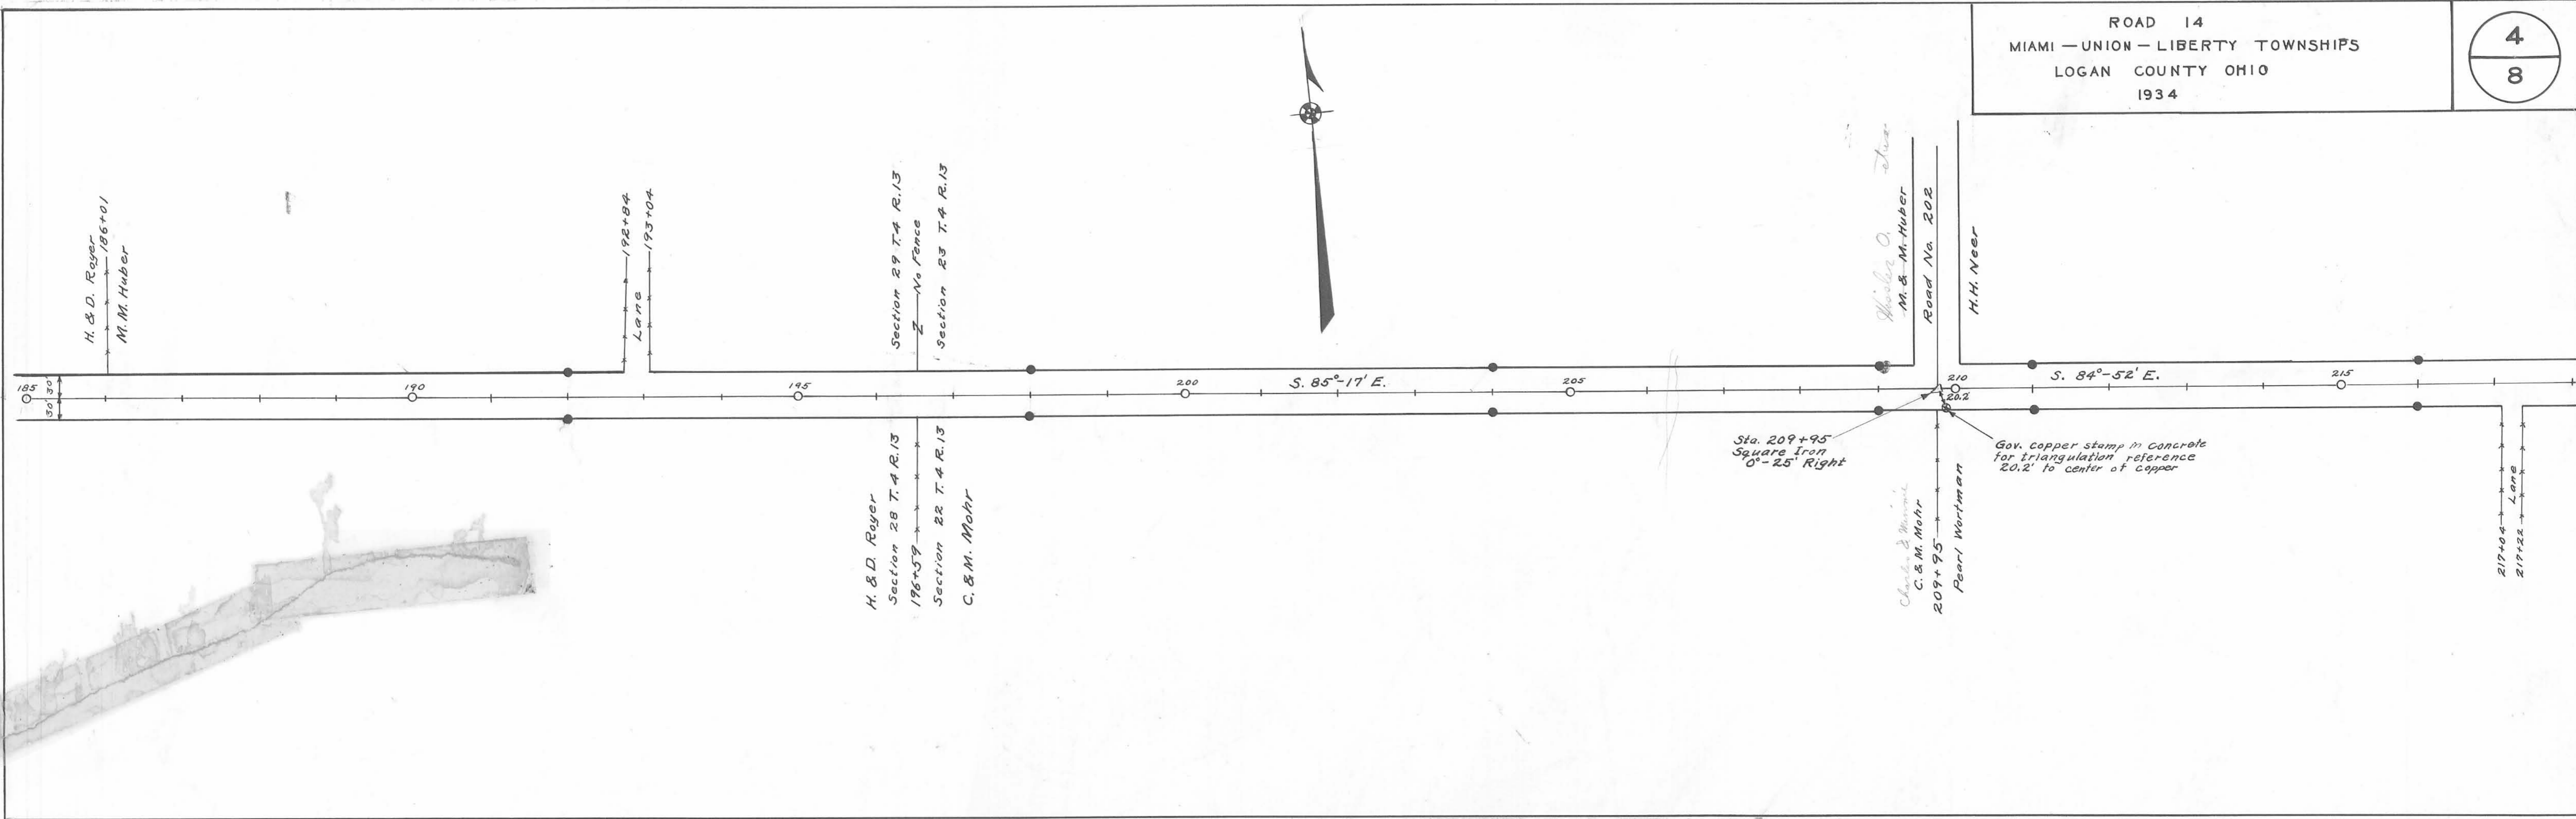 ROAD 14
MIAMI — UNION — LIBERTY TOWNSHIPS
LOGAN COUNTY OHIO
1934
4
8
H. & D. Royer
186+01
M.M. Huber
192+84
Lane
193+04
Section 29 T.4 R.13
Z No Fence
Section 23 T.4 R.13
M. & M. Huber
Road No. 202
H.H. Neer
185
30'
30'
190
195
200
S. 85°-17' E.
205
210
S. 84°-52' E.
215
20.2
Sta. 209+95
Square Iron
0°-25' Right
Gov. copper stamp in concrete
for triangulation reference
20.2' to center of copper
H. & D. Royer
Section 28 T.4 R.13
196+59
Section 22 T.4 R.13
C. & M. Mohr
Charles & Minnie
C. & M. Mohr
209+95
Pearl Wortman
217+04
Lane
217+22